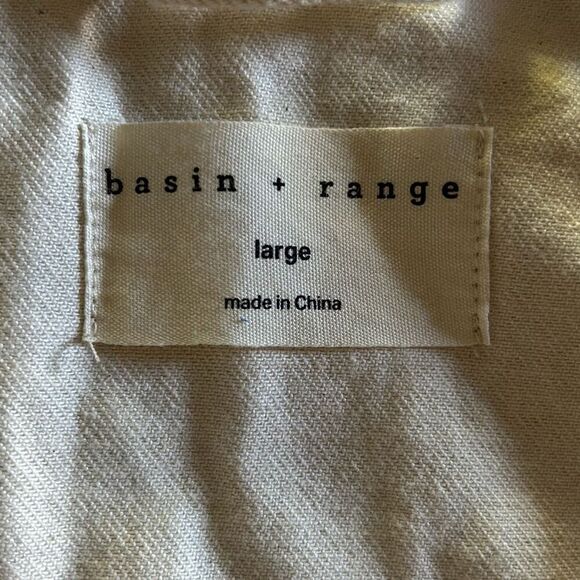 basin + range
large
made in China